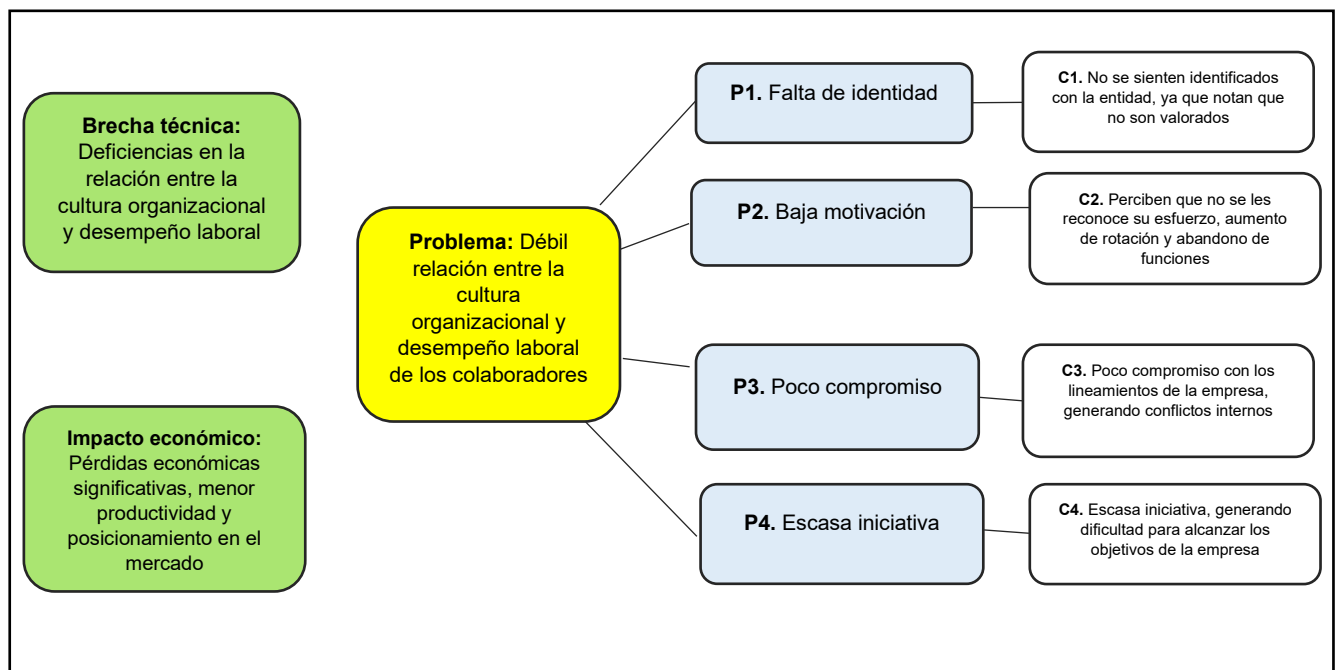 Brecha técnica:
Deficiencias en la
relación entre la
cultura organizacional
y desempeño laboral
Impacto económico:
Pérdidas económicas
significativas, menor
productividad y
posicionamiento en el
mercado
Problema: Débil
relación entre la
cultura
organizacional y
desempeño laboral
de los colaboradores
P1. Falta de identidad
C1. No se sienten identificados
con la entidad, ya que notan que
no son valorados
P2. Baja motivación
C2. Perciben que no se les
reconoce su esfuerzo, aumento
de rotación y abandono de
funciones
P3. Poco compromiso
C3. Poco compromiso con los
lineamientos de la empresa,
generando conflictos internos
P4. Escasa iniciativa
C4. Escasa iniciativa, generando
dificultad para alcanzar los
objetivos de la empresa